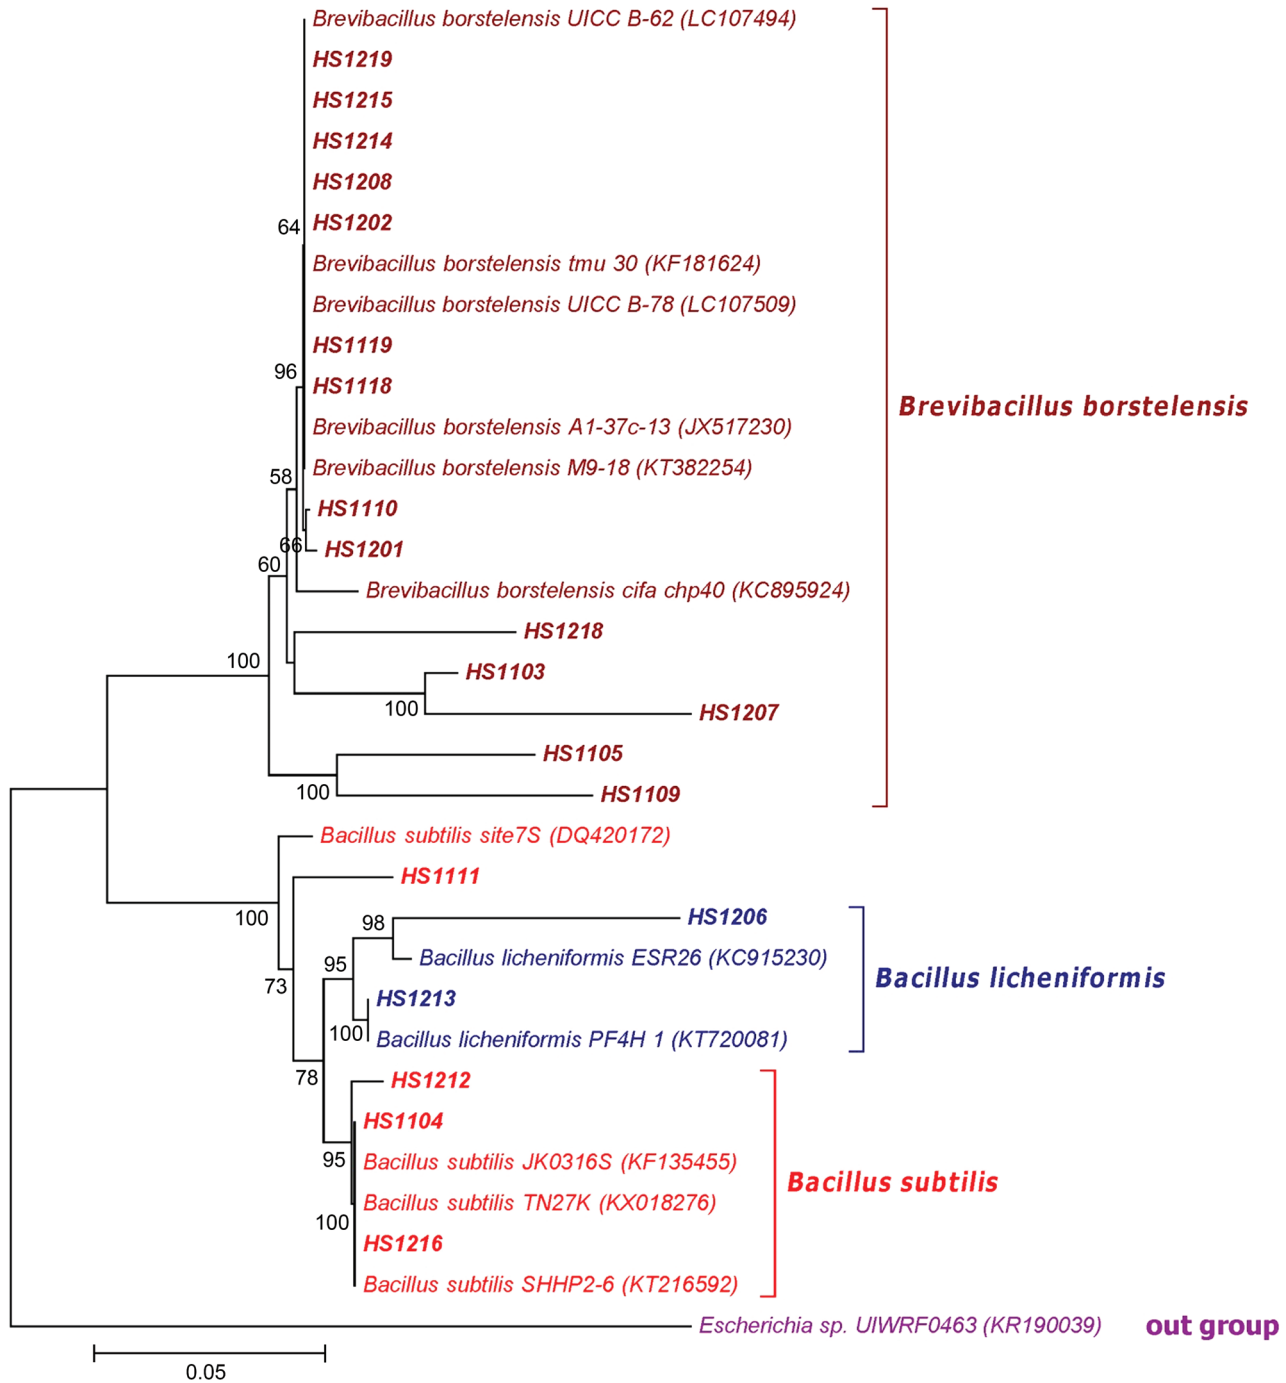 Brevibacillus borstelensis UICC B-62 (LC107494)
HS1219
HS1215
HS1214
HS1208
64
HS1202
Brevibacillus borstelensis tmu 30 (KF181624)
Brevibacillus borstelensis UICC B-78 (LC107509)
HS1119
96
HS1118
Brevibacillus borstelensis
Brevibacillus borstelensis A1-37c-13 (JX517230)
Brevibacillus borstelensis M9-18 (KT382254)
58
HS1110
66
HS1201
60
Brevibacillus borstelensis cifa chp40 (KC895924)
HS1218
100
HS1103
100
HS1207
HS1105
100
HS1109
Bacillus subtilis site7S (DQ420172)
HS1111
100
98
HS1206
95
Bacillus licheniformis ESR26 (KC915230)
Bacillus licheniformis
73
HS1213
100
Bacillus licheniformis PF4H 1 (KT720081)
78
HS1212
HS1104
95
Bacillus subtilis JK0316S (KF135455)
Bacillus subtilis
Bacillus subtilis TN27K (KX018276)
100
HS1216
Bacillus subtilis SHHP2-6 (KT216592)
Escherichia sp. UIWRF0463 (KR190039)
out group
0.05